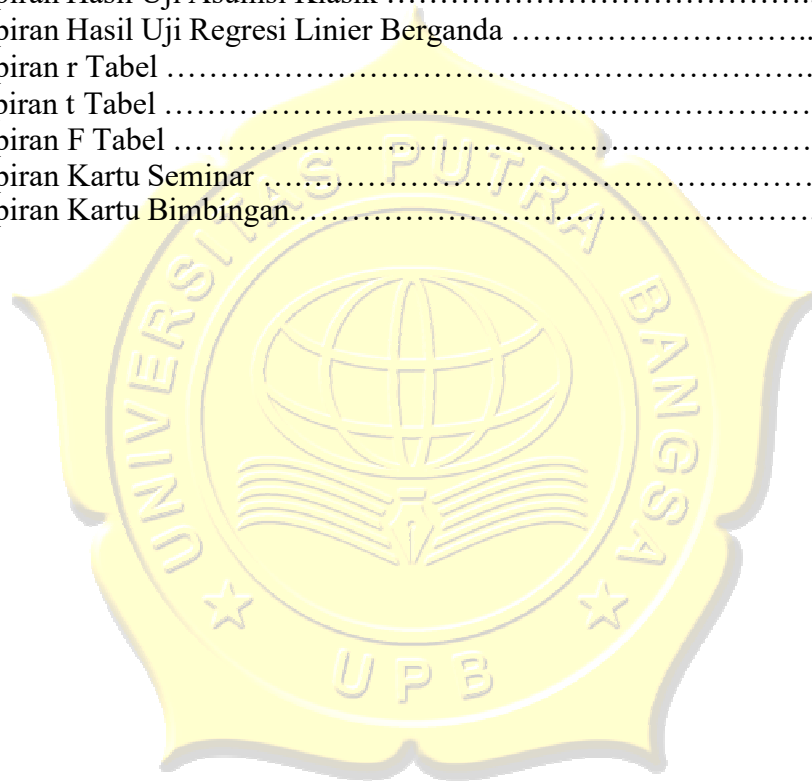 piran Hasil Uji Asumsi Klasik ……………………………………..
piran Hasil Uji Regresi Linier Berganda ………………………...
piran r Tabel …………………………………………………………….
piran t Tabel …………………………………………………………….
piran F Tabel ……………………………………………………………
piran Kartu Seminar …………………………………………………
piran Kartu Bimbingan.………………………………………………
UNIVERSITAS PUTRA BANGSA
UPB